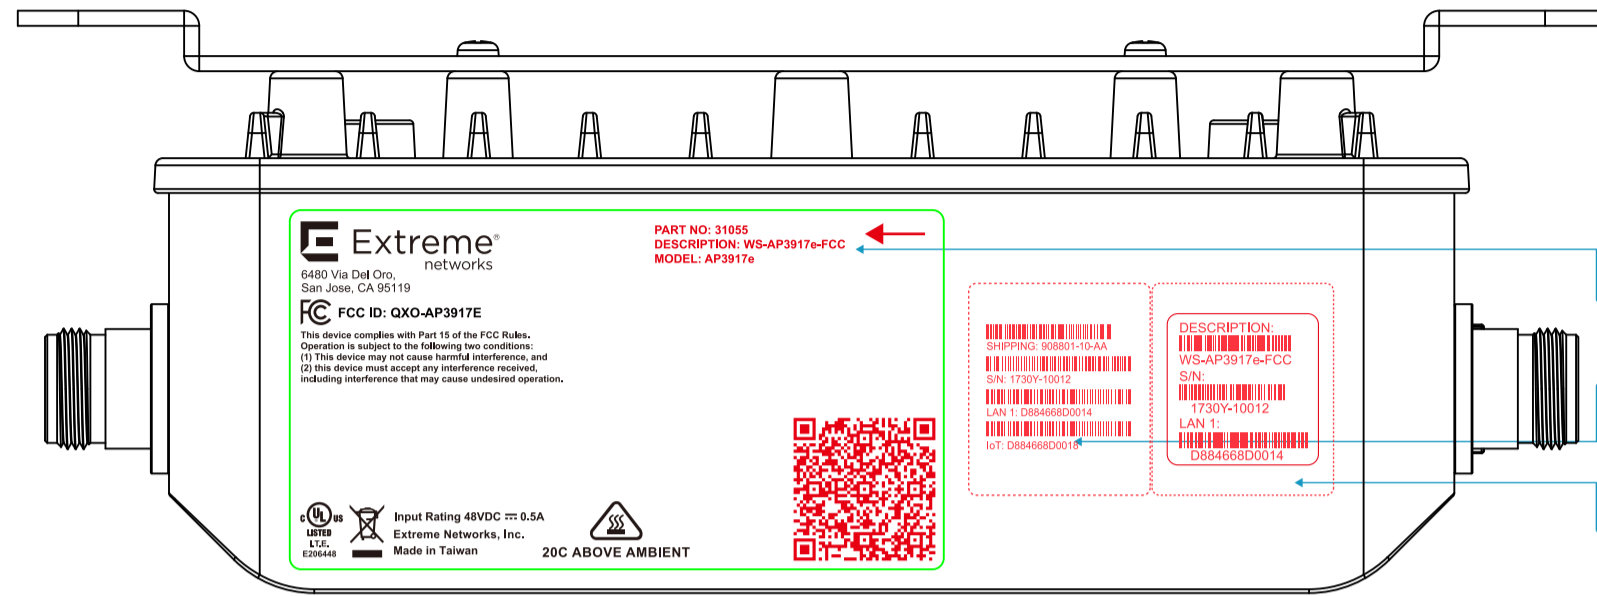 Extreme®
networks
6480 Via Del Oro,
San Jose, CA 95119
FC FCC ID: QXO-AP3917E
This device complies with Part 15 of the FCC Rules.
Operation is subject to the following two conditions:
(1) This device may not cause harmful interference, and
(2) this device must accept any interference received,
including interference that may cause undesired operation.
PART NO: 31055
DESCRIPTION: WS-AP3917e-FCC
MODEL: AP3917e
C UL US
LISTED
I.T.E.
E206448
Input Rating 48VDC ⎓ 0.5A
Extreme Networks, Inc.
Made in Taiwan
20C ABOVE AMBIENT
SHIPPING: 908801-10-AA
S/N: 1730Y-10012
LAN 1: D884668D0014
IoT: D884668D0018
DESCRIPTION:
WS-AP3917e-FCC
S/N:
1730Y-10012
LAN 1:
D884668D0014